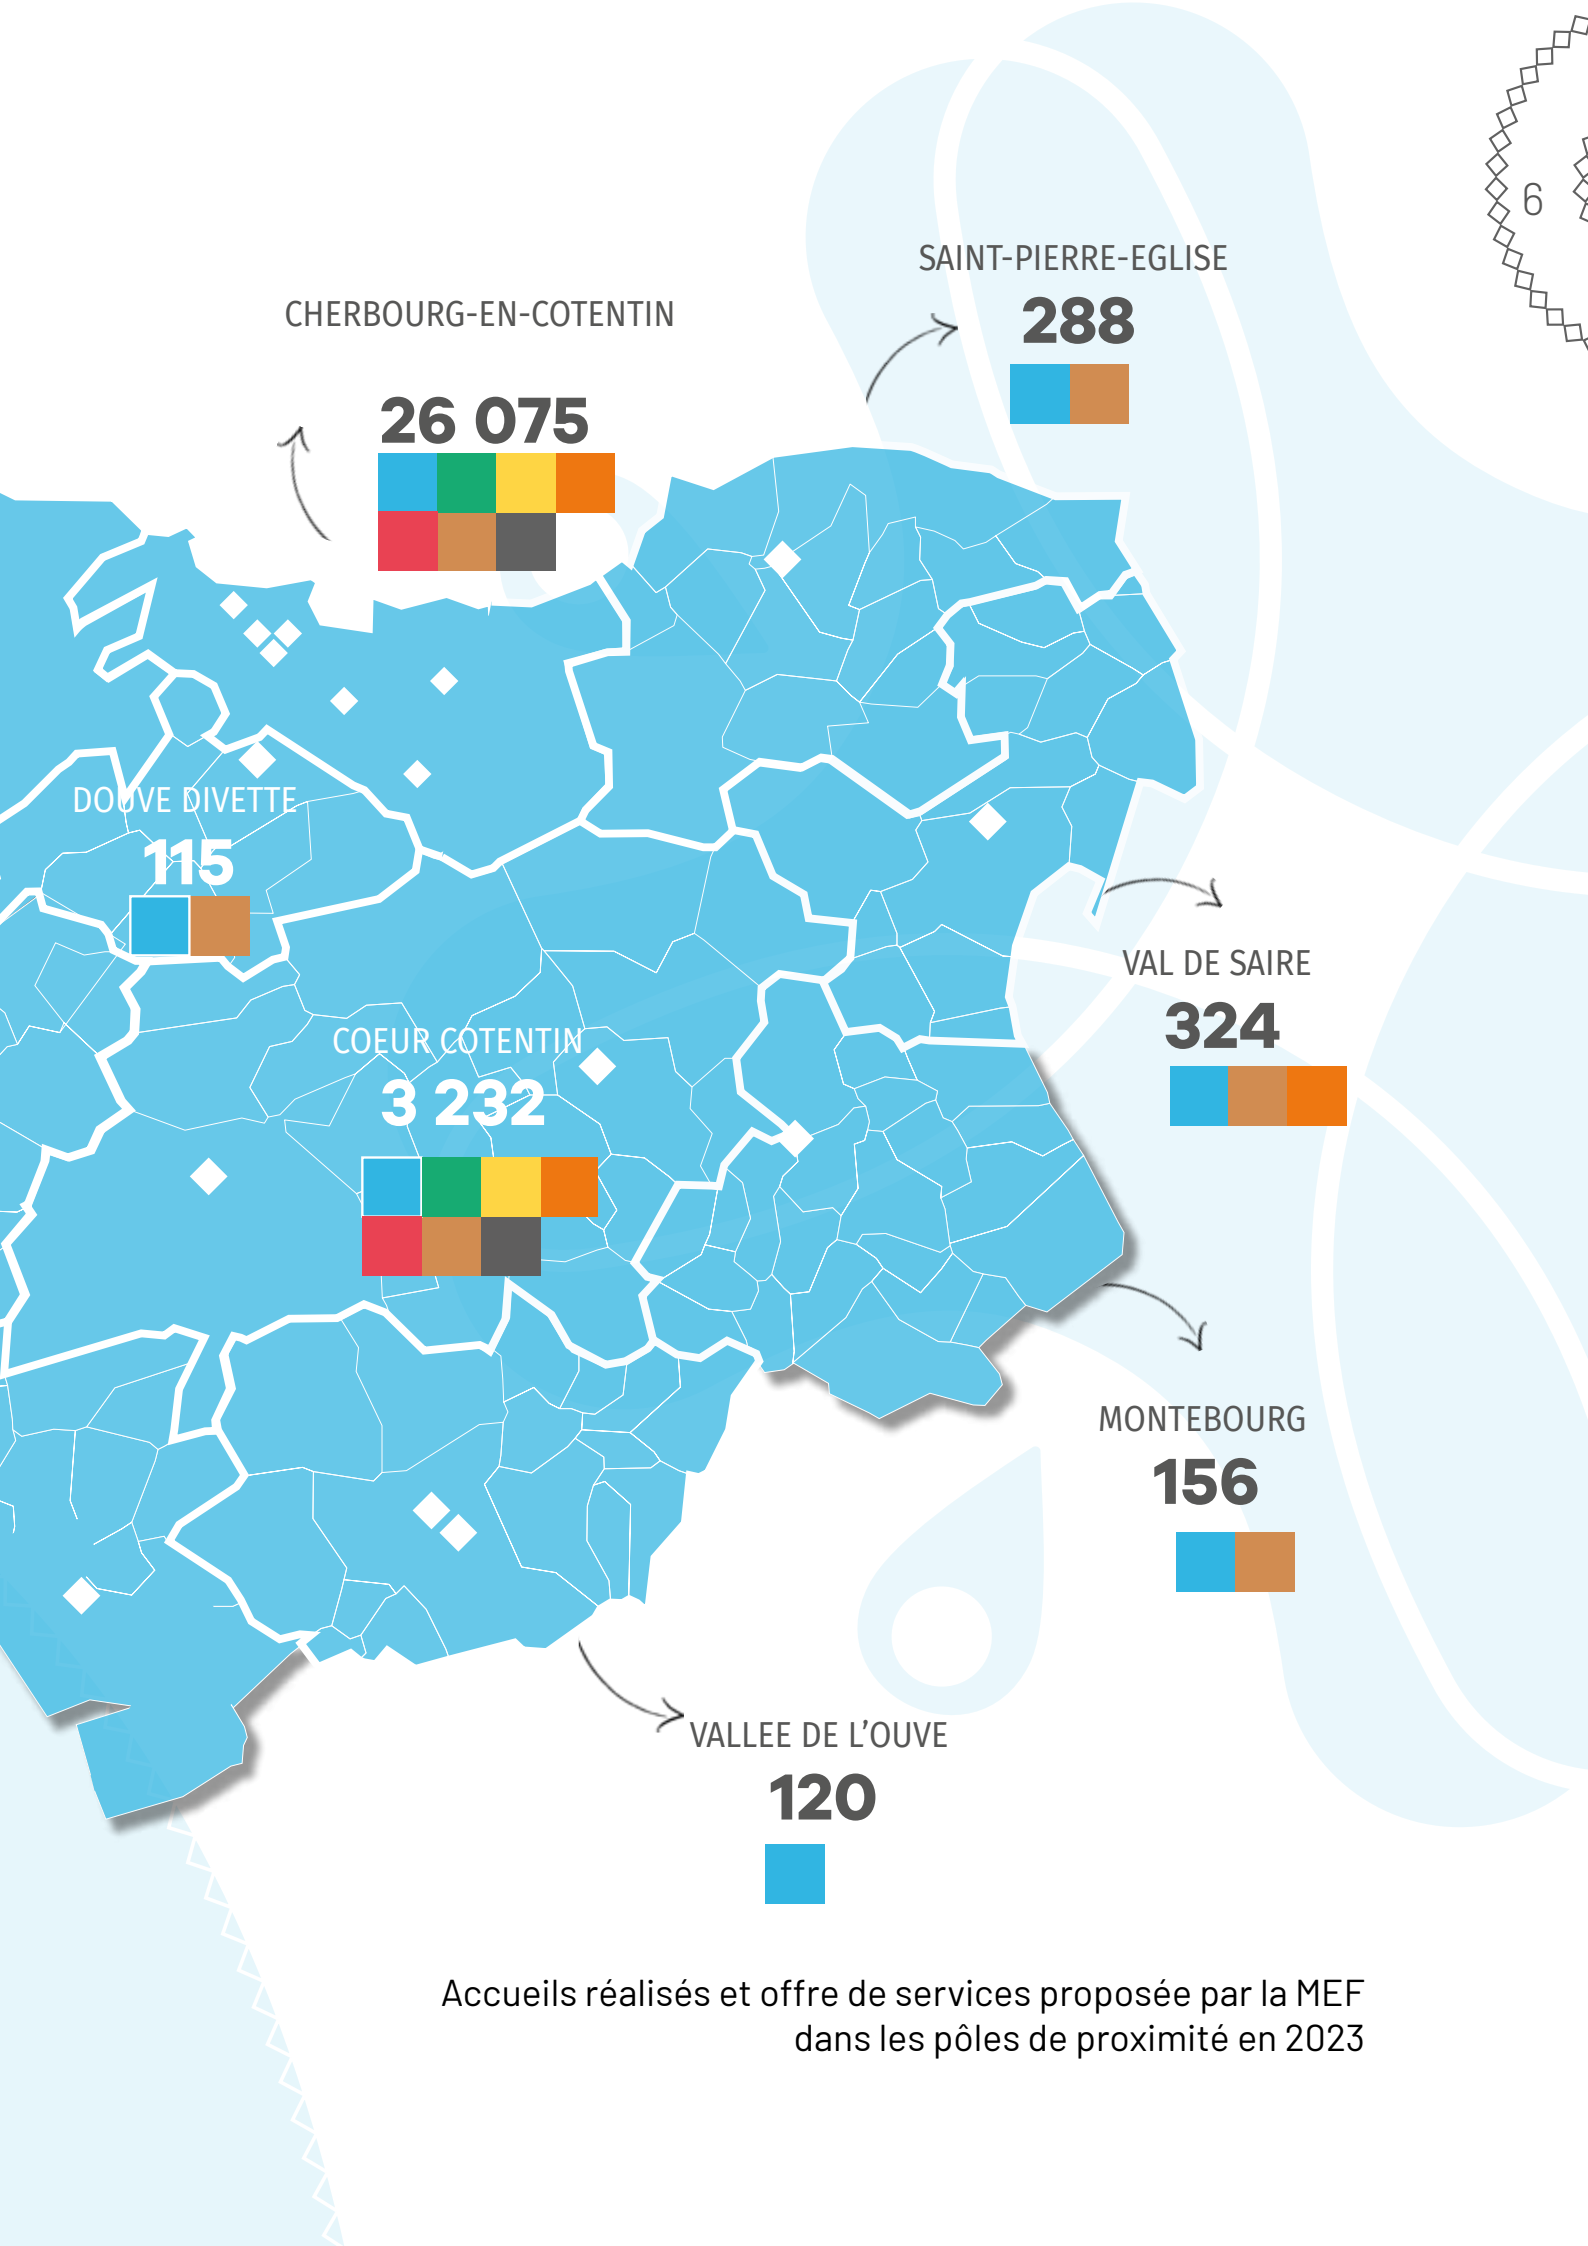 6
SAINT-PIERRE-EGLISE
288
CHERBOURG-EN-COTENTIN
26 075
DOUVE DIVETTE
115
VAL DE SAIRE
324
COEUR COTENTIN
3 232
MONTEBOURG
156
VALLEE DE L’OUVE
120
Accueils réalisés et offre de services proposée par la MEF
dans les pôles de proximité en 2023